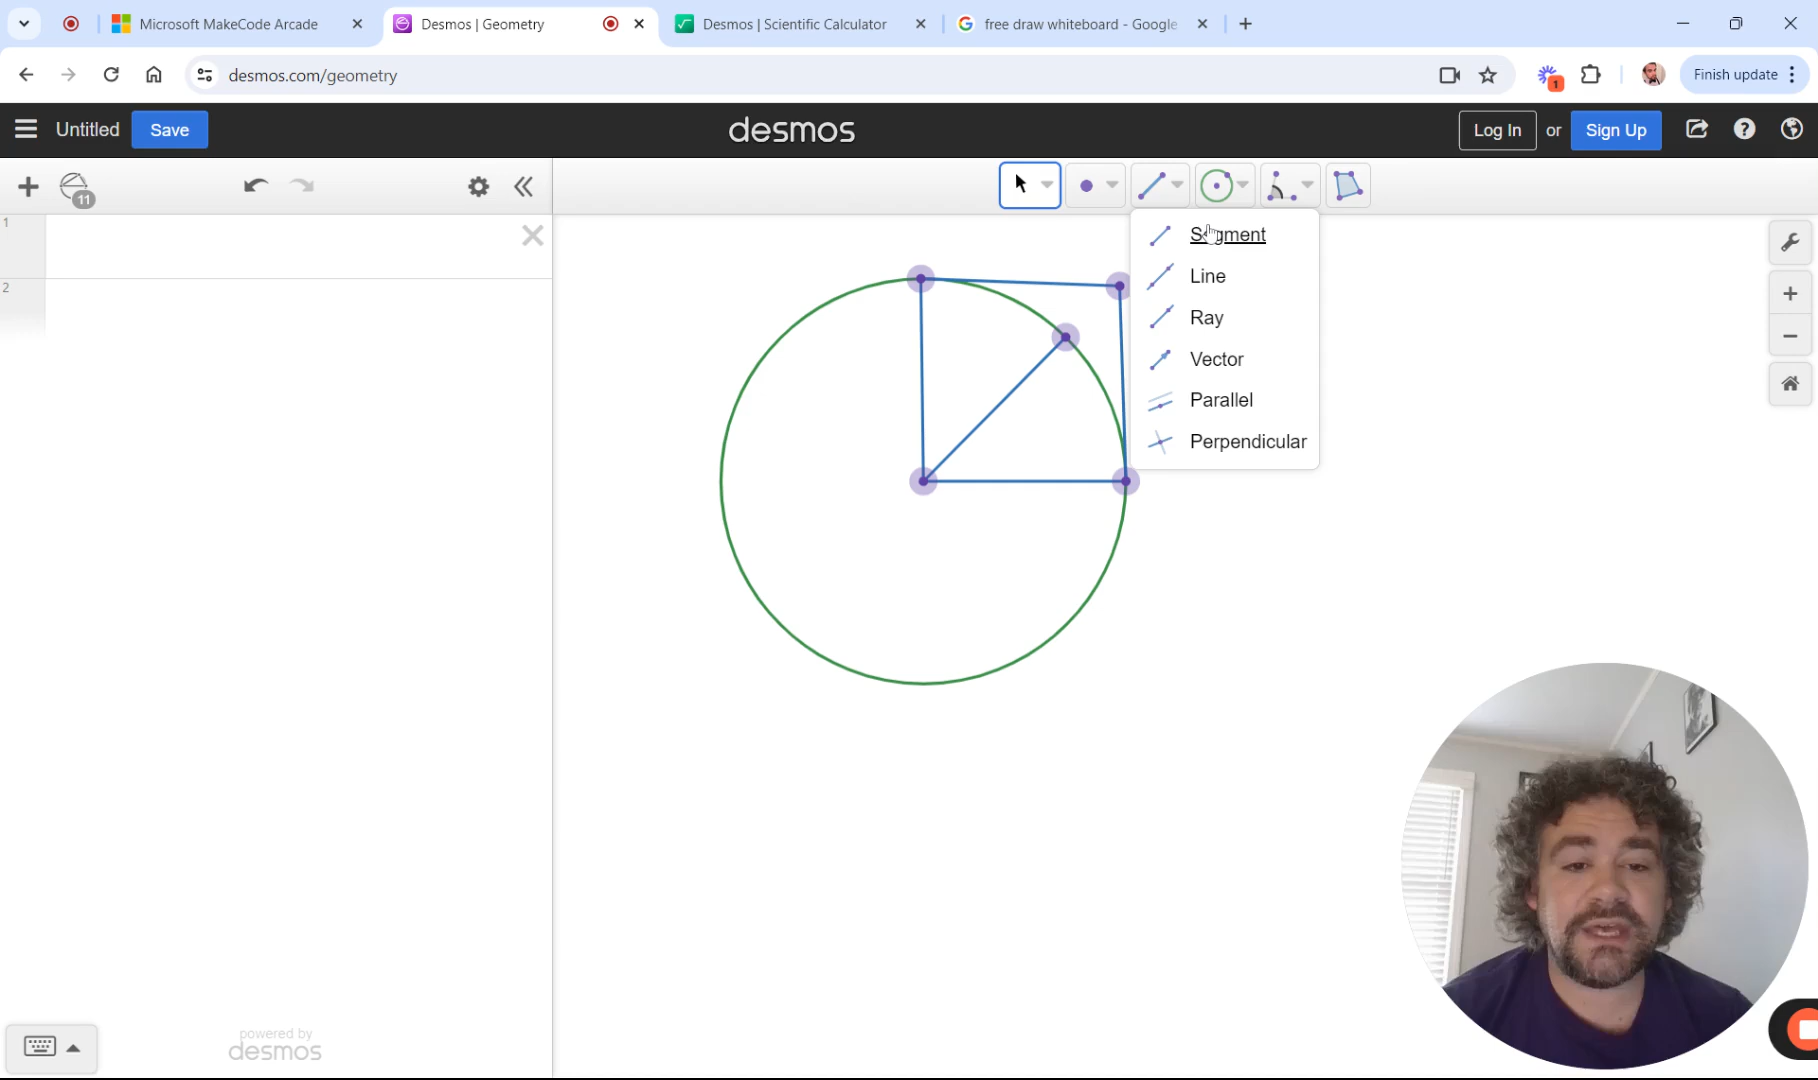 Microsoft MakeCode Arcade
Desmos | Geometry
Desmos | Scientific Calculator
free draw whiteboard - Google
desmos.com/geometry
1
Finish update
Untitled
Save
desmos
Log In
or
Sign Up
?
11
1
2
Segment
Line
Ray
Vector
Parallel
Perpendicular
powered by
desmos